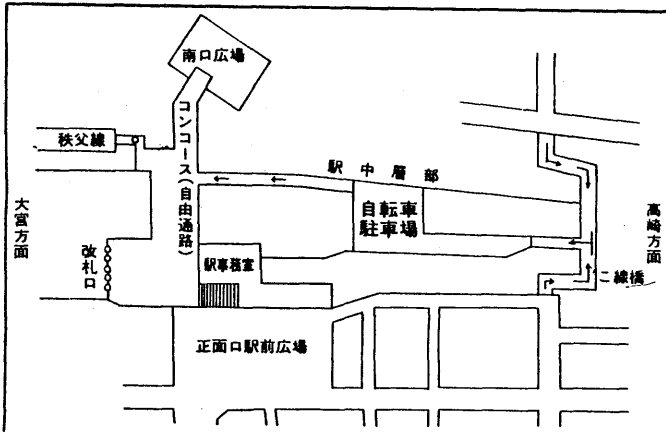 南口広場
秩父線
コンコース(自由通路)
駅中層部
自転車
駐車場
大宮方面
高崎方面
改札口
駅事務室
こ線橋
正面口駅前広場